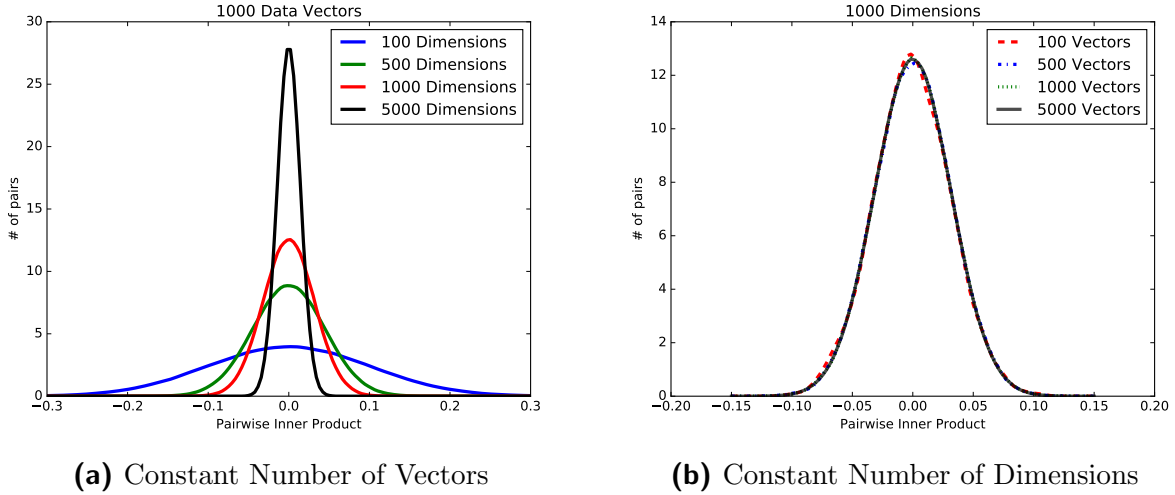 1000 Data Vectors
30
25
20
15
10
5
0
# of pairs
100 Dimensions
500 Dimensions
1000 Dimensions
5000 Dimensions
−0.3 −0.2 −0.1 0.0 0.1 0.2 0.3
Pairwise Inner Product
(a) Constant Number of Vectors
1000 Dimensions
14
12
10
8
6
4
2
0
# of pairs
100 Vectors
500 Vectors
1000 Vectors
5000 Vectors
−0.20 −0.15 −0.10 −0.05 0.00 0.05 0.10 0.15 0.20
Pairwise Inner Product
(b) Constant Number of Dimensions